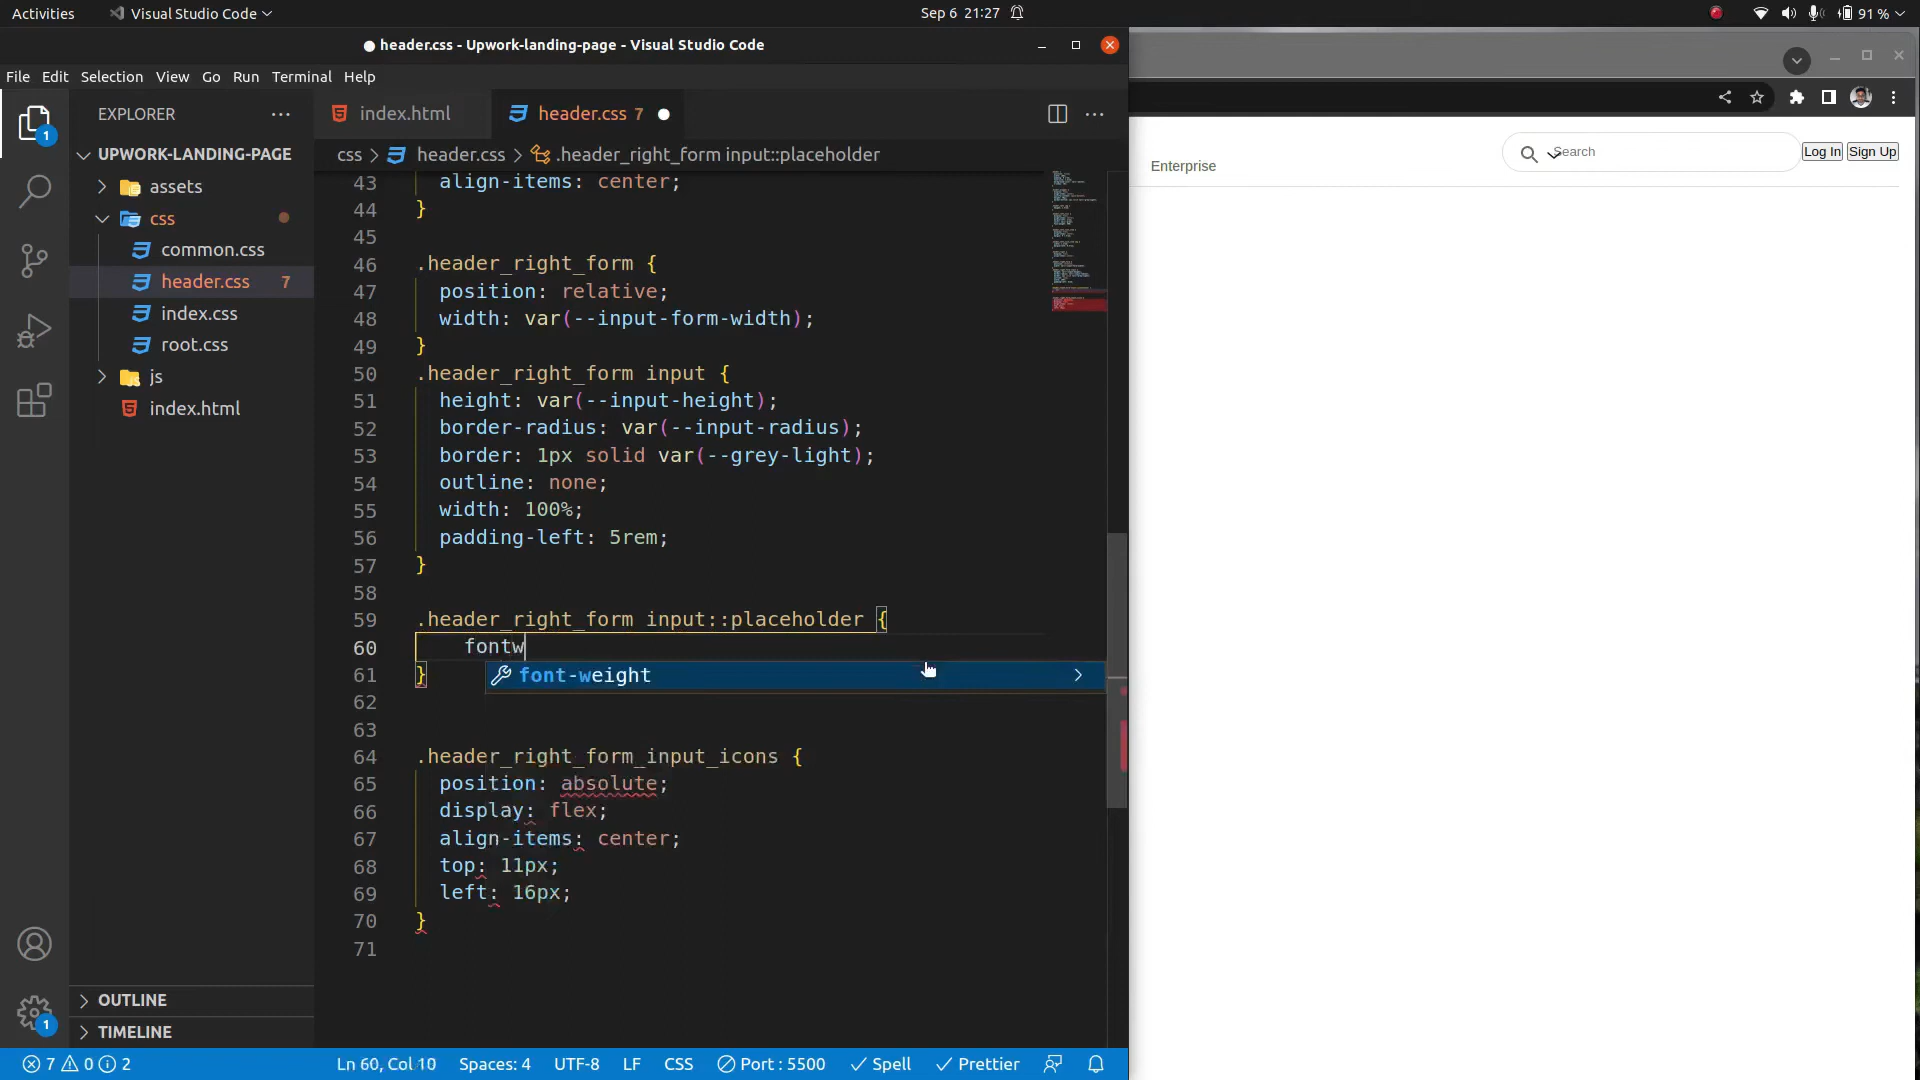 Activities
Visual Studio Code
Sep 6 21:27
91 %
● header.css - Upwork-landing-page - Visual Studio Code
File Edit Selection View Go Run Terminal Help
EXPLORER
UPWORK-LANDING-PAGE
assets
css
common.css
header.css 7
index.css
root.css
js
index.html
OUTLINE
TIMELINE
1
1
index.html
header.css 7
css > header.css > .header_right_form input::placeholder
43 align-items: center;
44 }
45
46 .header_right_form {
47 position: relative;
48 width: var(--input-form-width);
49 }
50 .header_right_form input {
51 height: var(--input-height);
52 border-radius: var(--input-radius);
53 border: 1px solid var(--grey-light);
54 outline: none;
55 width: 100%;
56 padding-left: 5rem;
57 }
58
59 .header_right_form input::placeholder {
60 fontw
61 }
font-weight
62
63
64 .header_right_form_input_icons {
65 position: absolute;
66 display: flex;
67 align-items: center;
68 top: 11px;
69 left: 16px;
70 }
71
7 0 2
Ln 60, Col 10
Spaces: 4
UTF-8
LF
CSS
Port : 5500
Spell
Prettier
Enterprise
Search
Log In
Sign Up